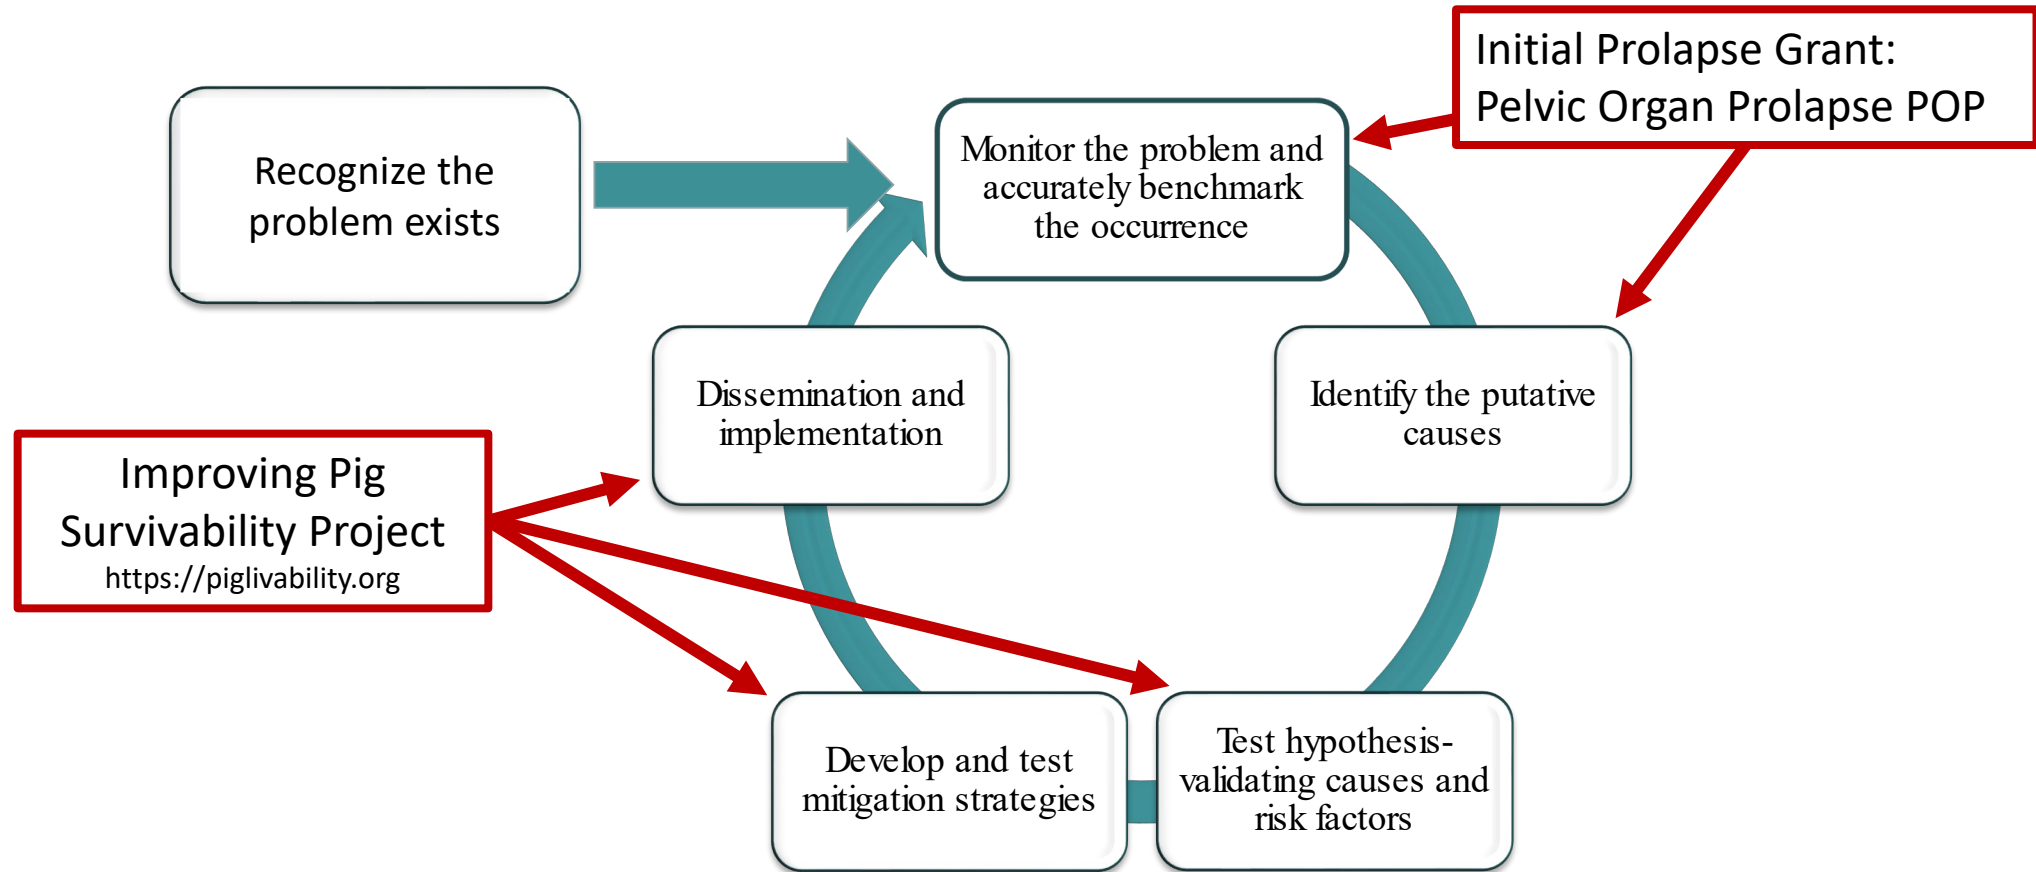 Initial Prolapse Grant:
Pelvic Organ Prolapse POP
Recognize the
problem exists
Monitor the problem and
accurately benchmark
the occurrence
Dissemination and
implementation
Identify the putative
causes
Improving Pig
Survivability Project
https://piglivability.org
Develop and test
mitigation strategies
Test hypothesis-
validating causes and
risk factors